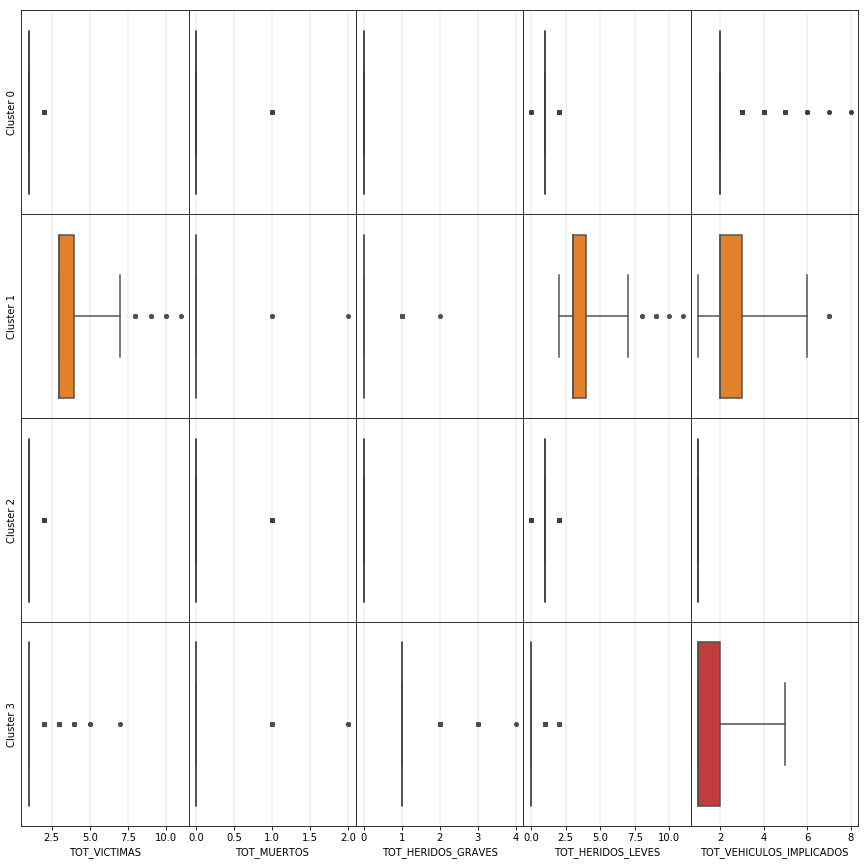 Cluster 0
Cluster 1
Cluster 2
Cluster 3
2.5 5.0 7.5 10.0 0.0 0.5 1.0 1.5 2.0 0 1 2 3 4 0.0 2.5 5.0 7.5 10.0 2 4 6 8
TOT_VICTIMAS TOT_MUERTOS TOT_HERIDOS_GRAVES TOT_HERIDOS_LEVES TOT_VEHICULOS_IMPLICADOS